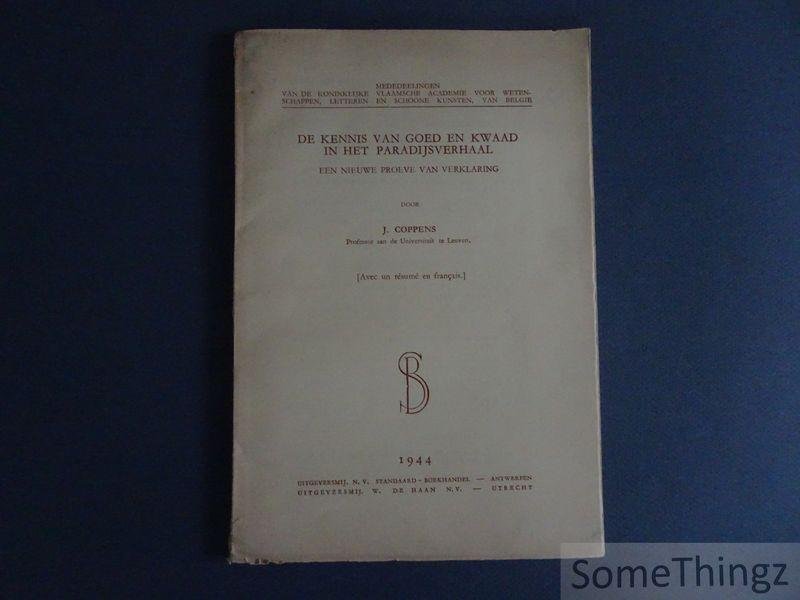 MEDEDEELINGEN
VAN DE KONINKLIJKE VLAAMSCHE ACADEMIE VOOR WETEN-
SCHAPPEN, LETTEREN EN SCHOONE KUNSTEN, VAN BELGIE
DE KENNIS VAN GOED EN KWAAD
IN HET PARADIJSVERHAAL
EEN NIEUWE PROEVE VAN VERKLARING
DOOR
J. COPPENS
Professor aan de Universiteit te Leuven.
[Avec un résumé en français.]
SB
1944
UITGEVERSMIJ. N. V. STANDAARD-BOEKHANDEL — ANTWERPEN
UITGEVERSMIJ. W. DE HAAN N.V. — UTRECHT
SomeThingz